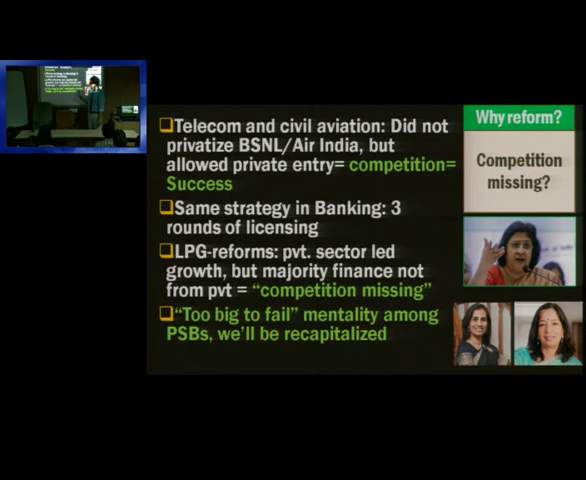 Why reform?
Competition
missing?
Telecom and civil aviation: Did not
privatize BSNL/Air India, but
allowed private entry= competition=
Success
Same strategy in Banking: 3
rounds of licensing
LPG-reforms: pvt. sector led
growth, but majority finance not
from pvt = “competition missing”
“Too big to fail” mentality among
PSBs, we’ll be recapitalized